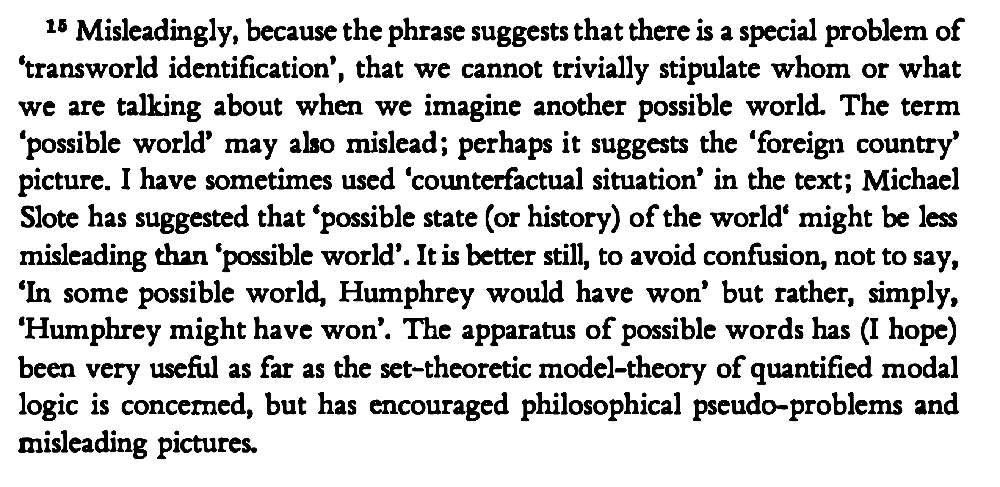 15 Misleadingly, because the phrase suggests that there is a special problem of
‘transworld identification’, that we cannot trivially stipulate whom or what
we are talking about when we imagine another possible world. The term
‘possible world’ may also mislead; perhaps it suggests the ‘foreign country’
picture. I have sometimes used ‘counterfactual situation’ in the text; Michael
Slote has suggested that ‘possible state (or history) of the world‘ might be less
misleading than ‘possible world’. It is better still, to avoid confusion, not to say,
‘In some possible world, Humphrey would have won’ but rather, simply,
‘Humphrey might have won’. The apparatus of possible words has (I hope)
been very useful as far as the set-theoretic model-theory of quantified modal
logic is concerned, but has encouraged philosophical pseudo-problems and
misleading pictures.